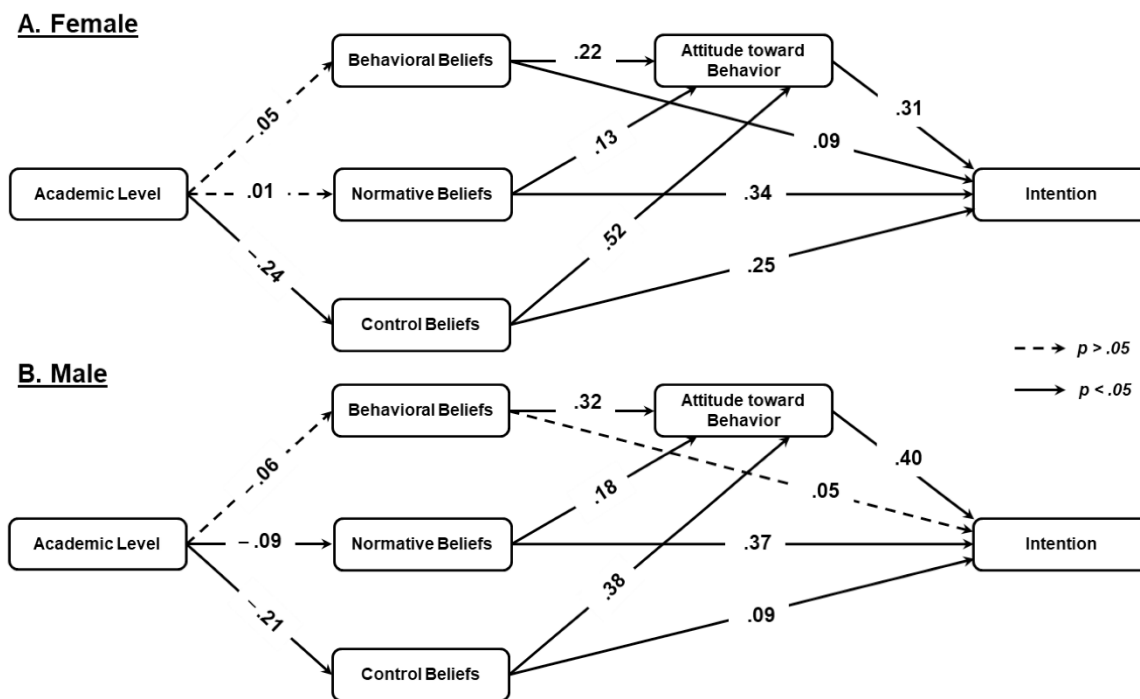 A. Female
Behavioral Beliefs
.22
Attitude toward
Behavior
.31
.05
.13
.09
Academic Level
.01
Normative Beliefs
.34
Intention
–.24
.52
.25
Control Beliefs
p > .05
p < .05
B. Male
Behavioral Beliefs
.32
Attitude toward
Behavior
.40
.06
.18
.05
Academic Level
– .09
Normative Beliefs
.37
Intention
–.21
.38
.09
Control Beliefs